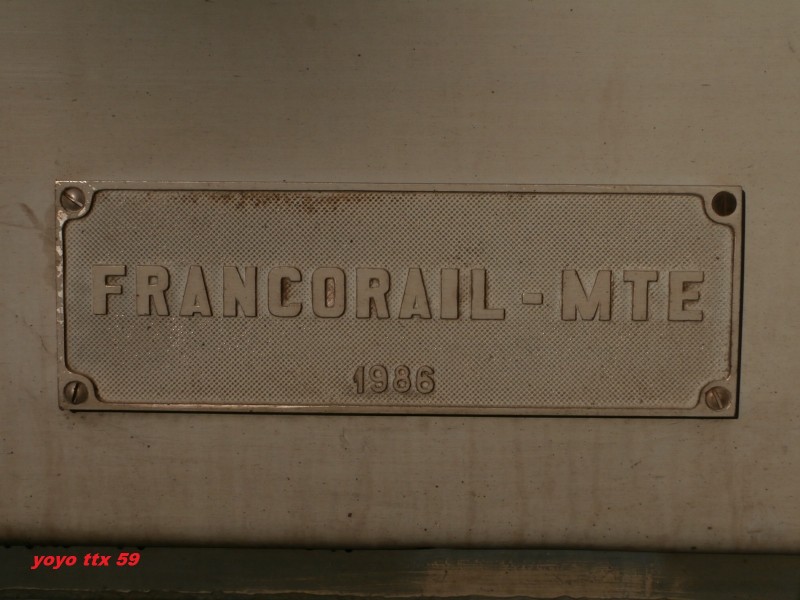 FRANCORAIL - MTE
1986
yoyo ttx 59